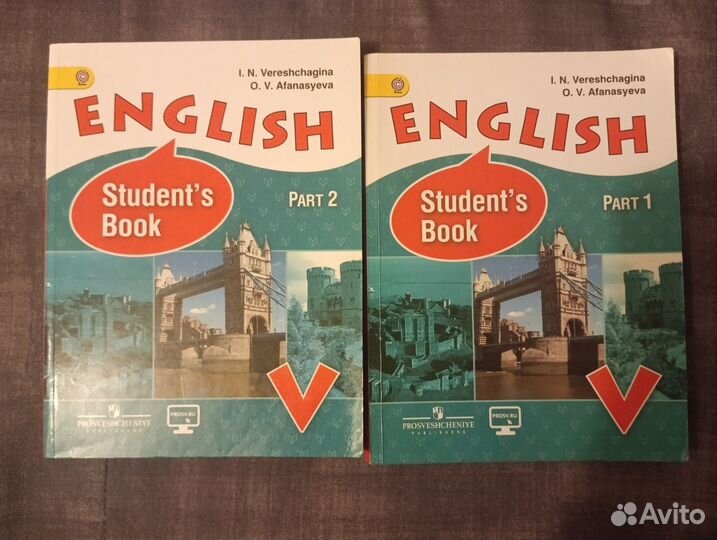 I. N. Vereshchagina
O. V. Afanasyeva
ENGLISH
Student's
Book
PART 2
V
PROSVESHCHENIYE
PUBLISHERS
PROSV.RU
I. N. Vereshchagina
O. V. Afanasyeva
ENGLISH
Student's
Book
PART 1
V
PROSVESHCHENIYE
PUBLISHERS
PROSV.RU
Avito